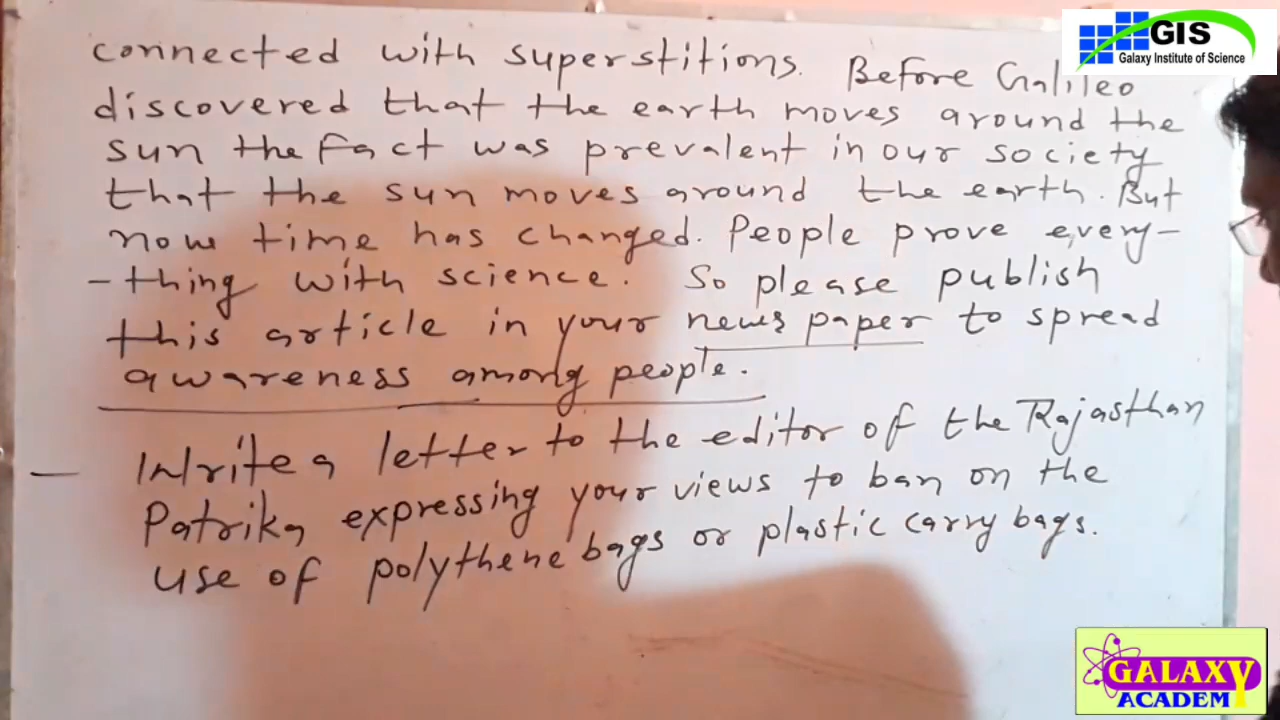 GIS
Galaxy Institute of Science
connected with superstitions. Before Galileo
discovered that the earth moves around the
sun the fact was prevalent in our society
that the sun moves around the earth. But
now time has changed. People prove every-
-thing with science. So please publish
this article in your news paper to spread
awareness among people.
- Write a letter to the editor of the Rajasthan
Patrika expressing your views to ban on the
use of polythene bags or plastic carry bags.
GALAXY
ACADEM